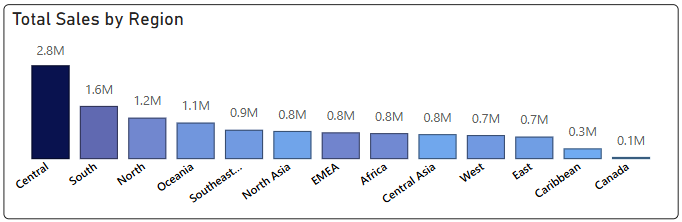 Total Sales by Region
2.8M
1.6M
1.2M
1.1M
0.9M
0.8M
0.8M
0.8M
0.8M
0.7M
0.7M
0.3M
0.1M
Central
South
North
Oceania
Southeast...
North Asia
EMEA
Africa
Central Asia
West
East
Caribbean
Canada